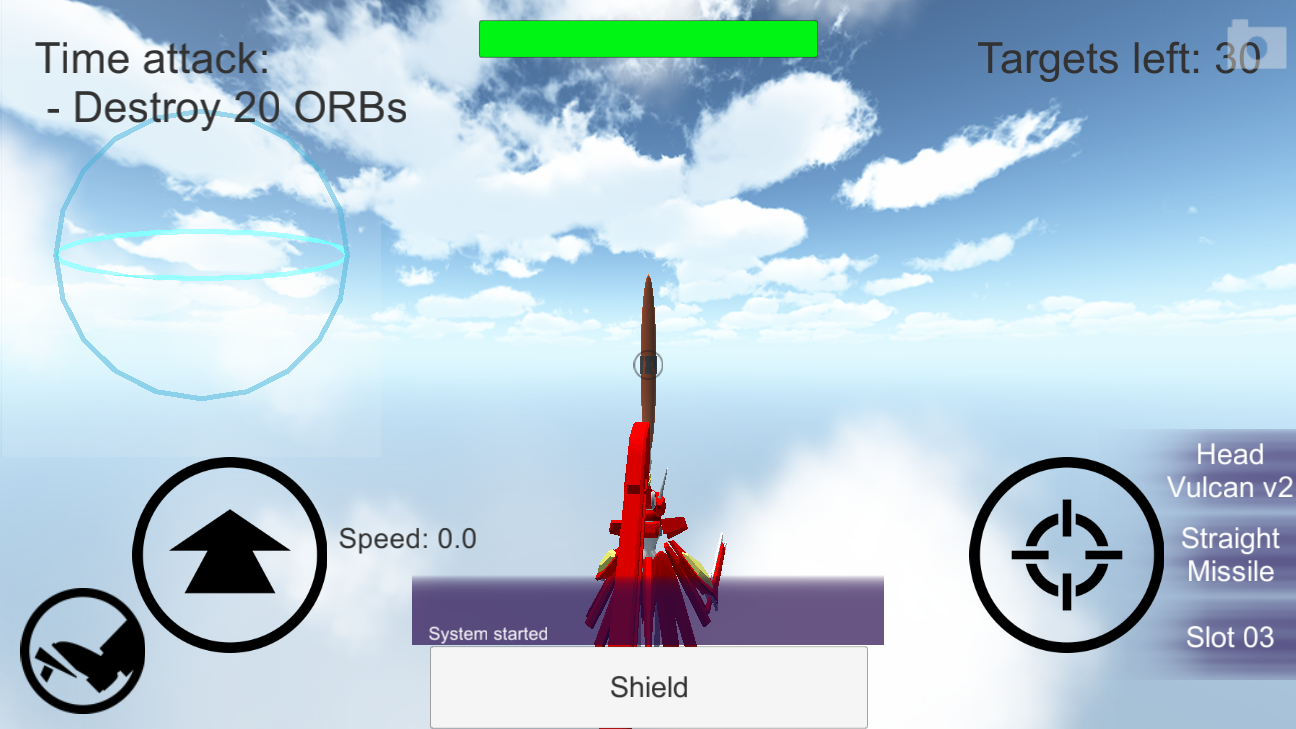 Time attack:
- Destroy 20 ORBs
Targets left: 30
Speed: 0.0
Head
Vulcan v2
Straight
Missile
Slot 03
System started
Shield